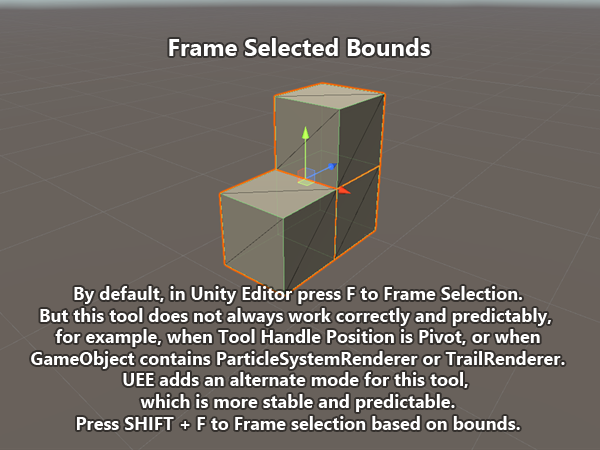 Frame Selected Bounds
By default, in Unity Editor press F to Frame Selection.
But this tool does not always work correctly and predictably,
for example, when Tool Handle Position is Pivot, or when
GameObject contains ParticleSystemRenderer or TrailRenderer.
UEE adds an alternate mode for this tool,
which is more stable and predictable.
Press SHIFT + F to Frame selection based on bounds.